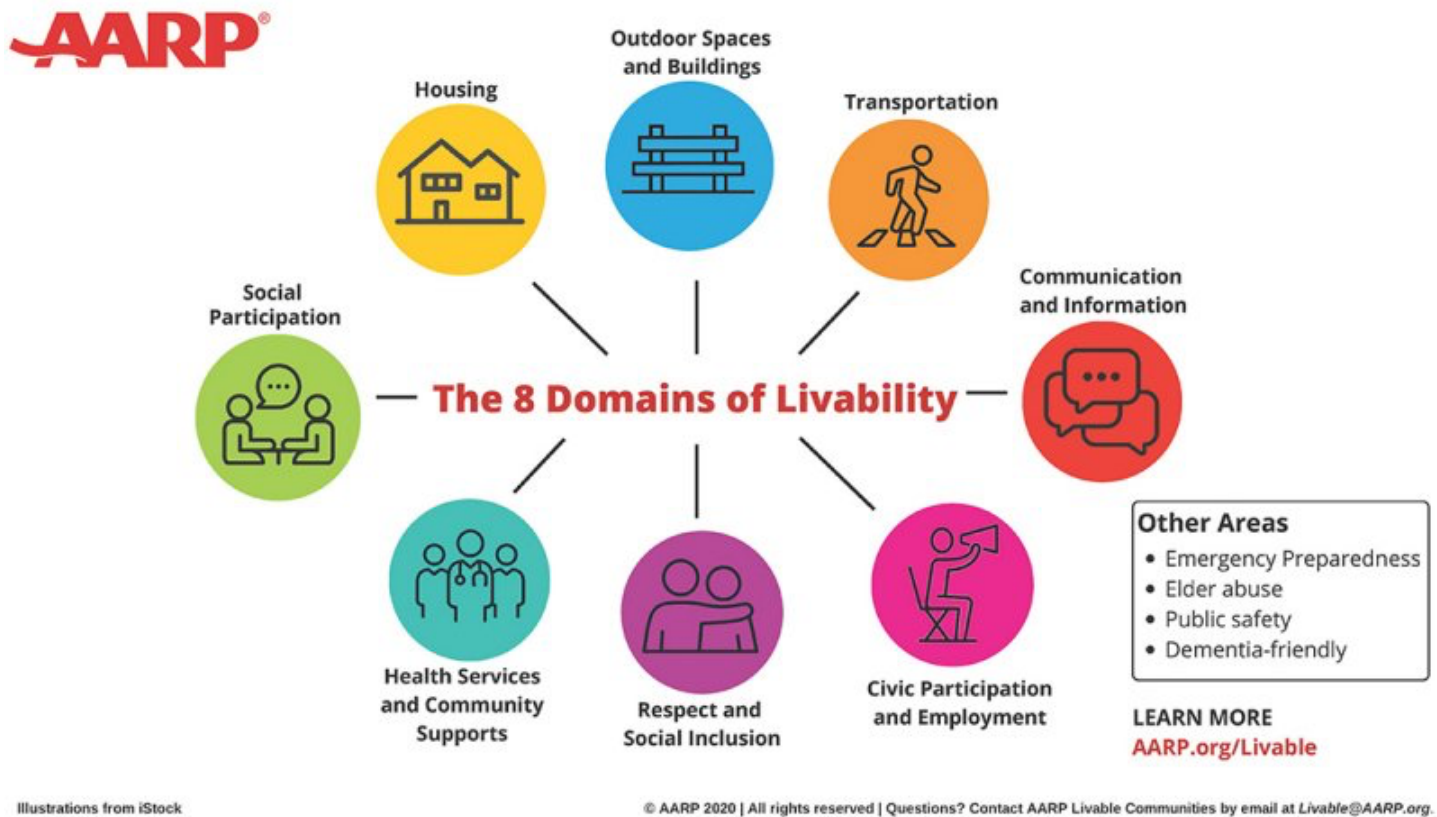 AARP®
Outdoor Spaces
and Buildings
Housing
Transportation
Communication
and Information
Social
Participation
The 8 Domains of Livability
Other Areas
• Emergency Preparedness
• Elder abuse
• Public safety
• Dementia-friendly
Health Services
and Community
Supports
Respect and
Social Inclusion
Civic Participation
and Employment
LEARN MORE
AARP.org/Livable
Illustrations from iStock
© AARP 2020 | All rights reserved | Questions? Contact AARP Livable Communities by email at Livable@AARP.org.